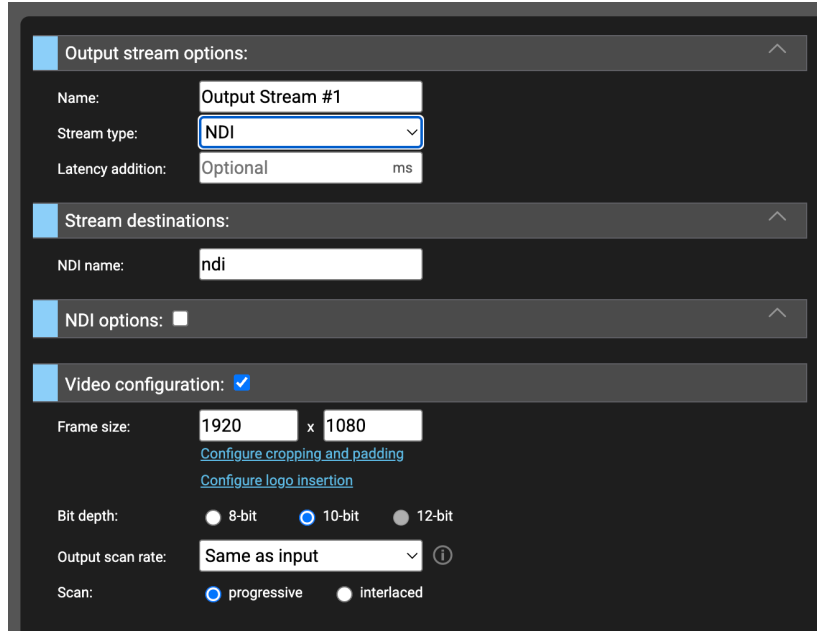 Output stream options:
Name: Output Stream #1
Stream type: NDI
Latency addition: Optional ms
Stream destinations:
NDI name: ndi
NDI options:
Video configuration:
Frame size: 1920 x 1080
Configure cropping and padding
Configure logo insertion
Bit depth: 8-bit 10-bit 12-bit
Output scan rate: Same as input
Scan: progressive interlaced